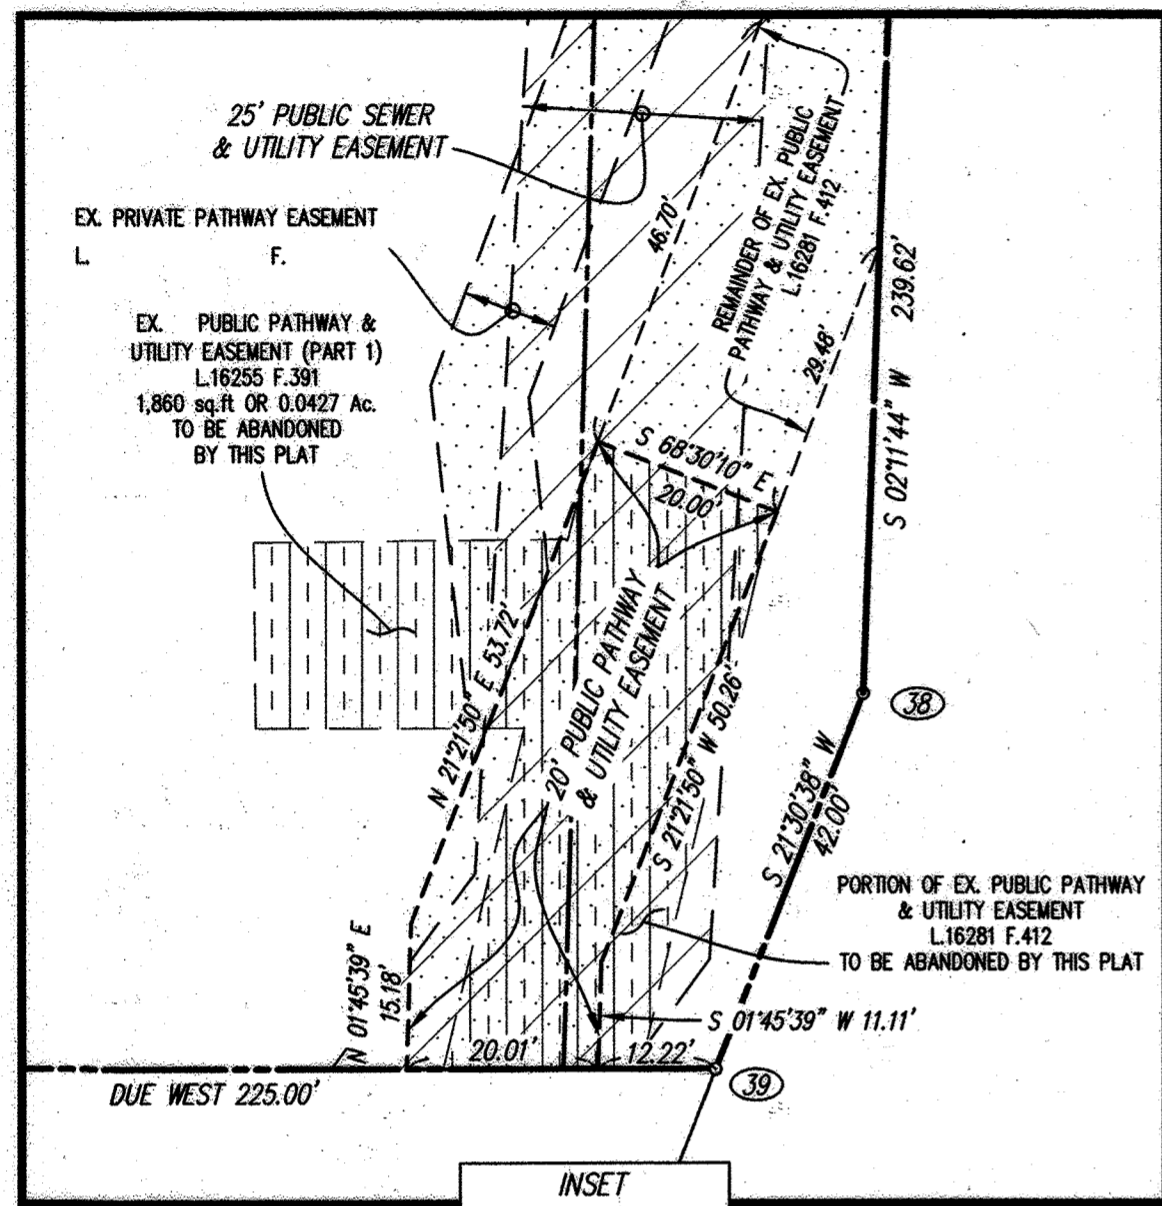 25' PUBLIC SEWER
& UTILITY EASEMENT
EX. PRIVATE PATHWAY EASEMENT
L. F.
EX. PUBLIC PATHWAY &
UTILITY EASEMENT (PART 1)
L.16255 F.391
1,860 sq.ft OR 0.0427 Ac.
TO BE ABANDONED
BY THIS PLAT
46.70'
REMAINDER OF EX. PUBLIC
PATHWAY & UTILITY EASEMENT
L.16281 F.412
29.48'
S 02°11'44" W 239.62'
S 68°30'10" E
20.00'
N 21°21'50" E 53.72'
20' PUBLIC PATHWAY
& UTILITY EASEMENT
S 21°21'50" W 50.26'
38
S 21°30'38" W
42.00'
PORTION OF EX. PUBLIC PATHWAY
& UTILITY EASEMENT
L.16281 F.412
TO BE ABANDONED BY THIS PLAT
N 01°45'39" E
15.18'
S 01°45'39" W 11.11'
20.01'
12.22'
39
DUE WEST 225.00'
INSET